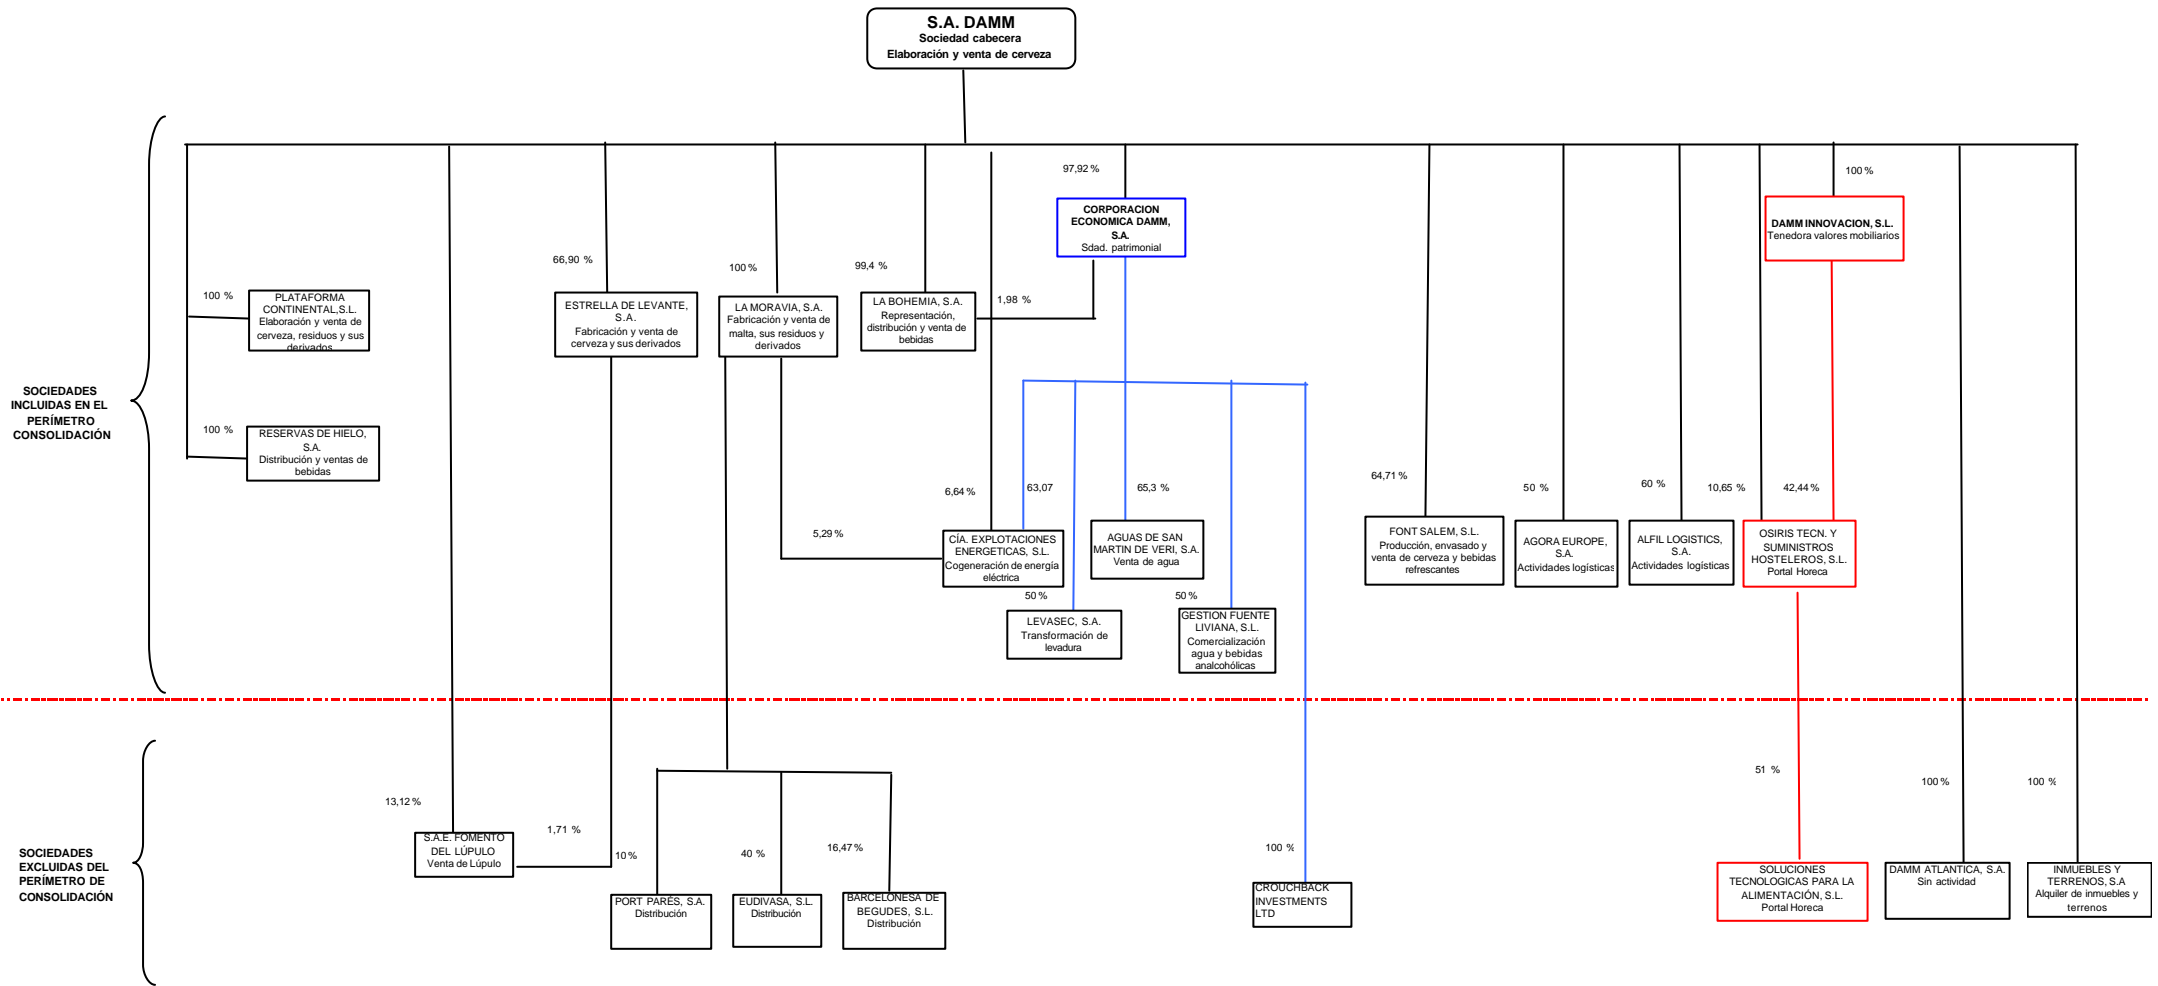 S.A. DAMM
Sociedad cabecera
Elaboración y venta de cerveza
97,92 %
100 %
CORPORACION
ECONOMICA DAMM,
S.A.
Sdad. patrimonial
DAMM INNOVACION, S.L.
Tenedora valores mobiliarios
66,90 %
100 %
99,4 %
100 %
PLATAFORMA
CONTINENTAL,S.L.
Elaboración y venta de
cerveza, residuos y sus
derivados
ESTRELLA DE LEVANTE,
S.A.
Fabricación y venta de
cerveza y sus derivados
LA MORAVIA, S.A.
Fabricación y venta de
malta, sus residuos y
derivados
LA BOHEMIA, S.A.
Representación,
distribución y venta de
bebidas
1,98 %
SOCIEDADES
INCLUIDAS EN EL
PERÍMETRO
CONSOLIDACIÓN
100 %
RESERVAS DE HIELO,
S.A.
Distribución y ventas de
bebidas
6,64 %
63,07
65,3 %
64,71 %
50 %
60 %
10,65 %
42,44 %
5,29 %
CÍA. EXPLOTACIONES
ENERGETICAS, S.L.
Cogeneración de energía
eléctrica
AGUAS DE SAN
MARTIN DE VERI, S.A.
Venta de agua
FONT SALEM, S.L.
Producción, envasado y
venta de cerveza y bebidas
refrescantes
AGORA EUROPE,
S.A.
Actividades logísticas
ALFIL LOGISTICS,
S.A.
Actividades logísticas
OSIRIS TECN. Y
SUMINISTROS
HOSTELEROS, S.L.
Portal Horeca
50 %
50 %
LEVASEC, S.A.
Transformación de
levadura
GESTION FUENTE
LIVIANA, S.L.
Comercialización
agua y bebidas
analcohólicas
51 %
100 %
100 %
13,12 %
1,71 %
10 %
40 %
16,47 %
100 %
SOCIEDADES
EXCLUIDAS DEL
PERÍMETRO DE
CONSOLIDACIÓN
S.A.E. FOMENTO
DEL LÚPULO
Venta de Lúpulo
PORT PARÉS, S.A.
Distribución
EUDIVASA, S.L.
Distribución
BARCELONESA DE
BEGUDES, S.L.
Distribución
CROUCHBACK
INVESTMENTS
LTD
SOLUCIONES
TECNOLOGICAS PARA LA
ALIMENTACIÓN, S.L.
Portal Horeca
DAMM ATLANTICA, S.A.
Sin actividad
INMUEBLES Y
TERRENOS, S.A
Alquiler de inmuebles y
terrenos